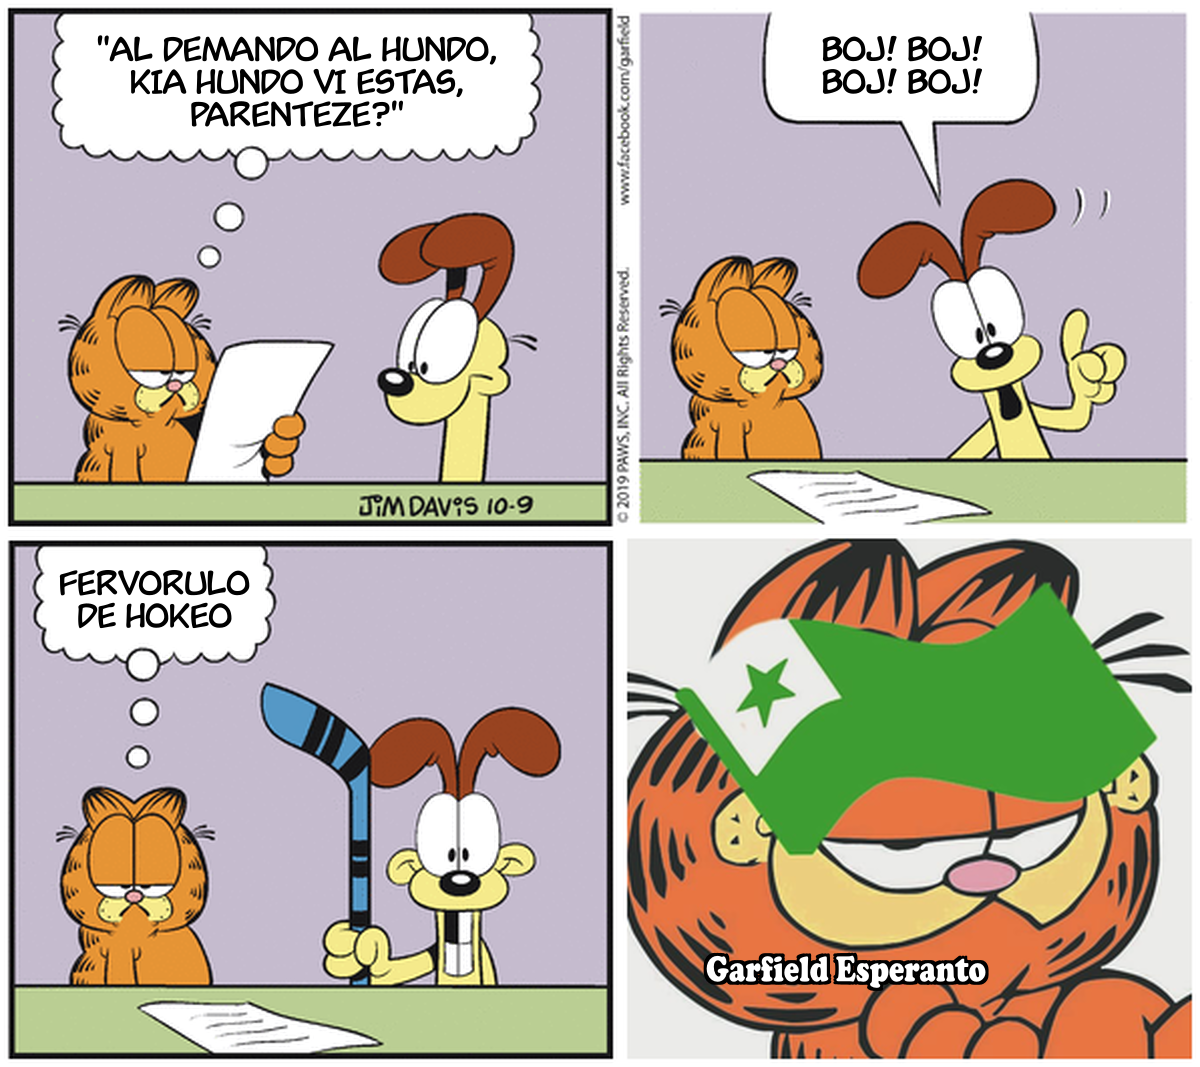 "AL DEMANDO AL HUNDO,
KIA HUNDO VI ESTAS,
PARENTEZE?"
JIM DAVIS 10-9
© 2019 PAWS, INC. All Rights Reserved. www.facebook.com/garfield
BOJ! BOJ!
BOJ! BOJ!
FERVORULO
DE HOKEO
Garfield Esperanto